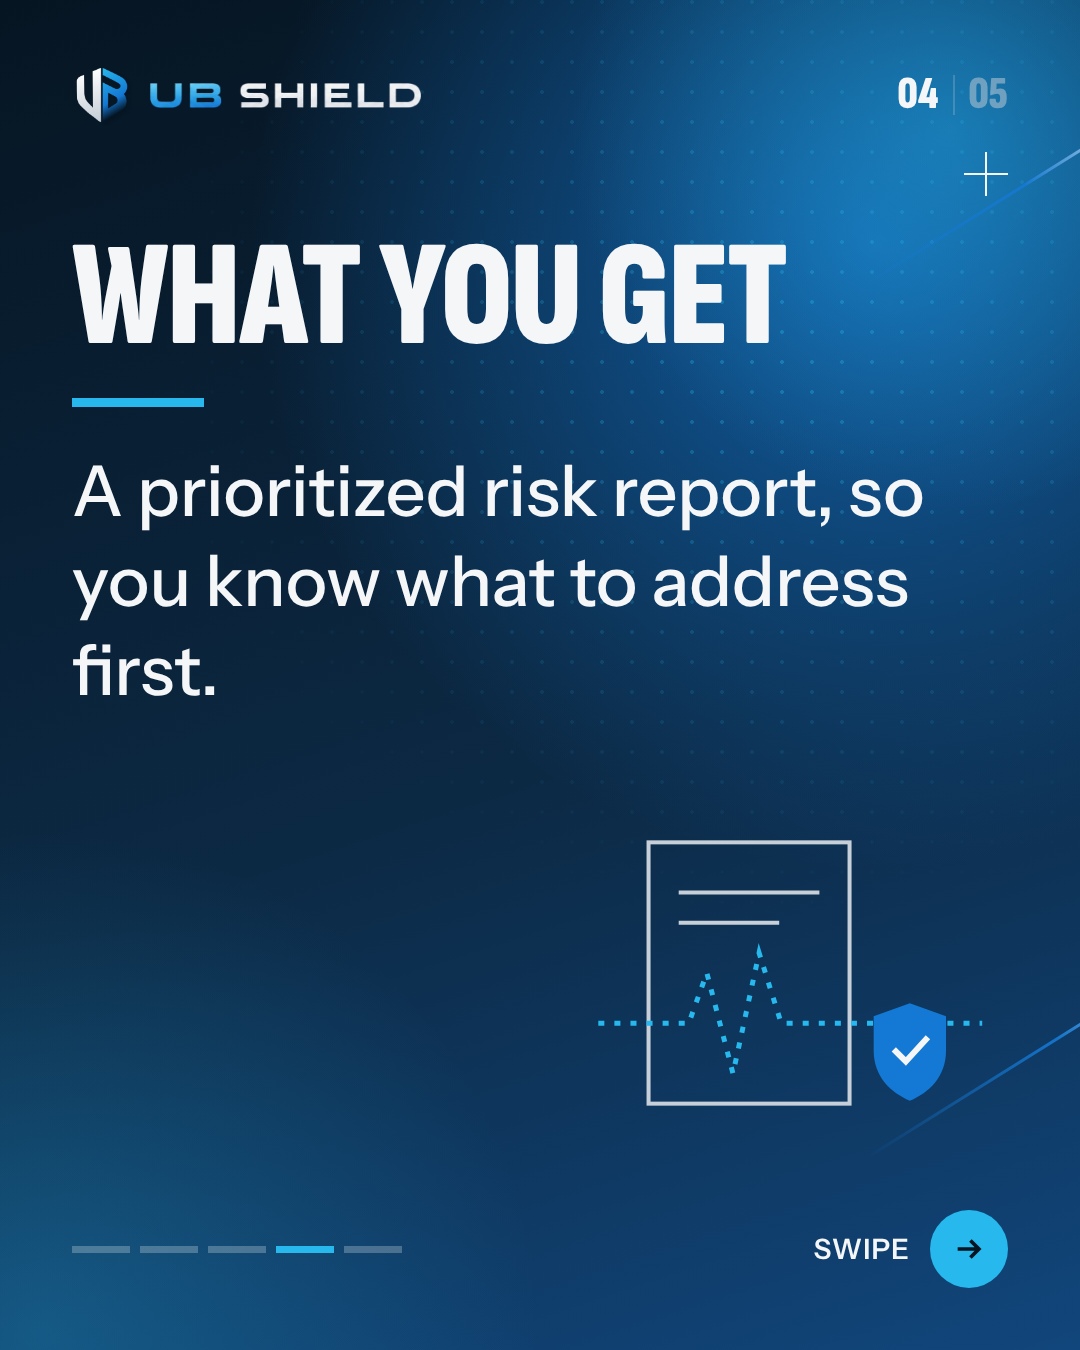 UB SHIELD
04 | 05
WHAT YOU GET
A prioritized risk report, so
you know what to address
first.
SWIPE